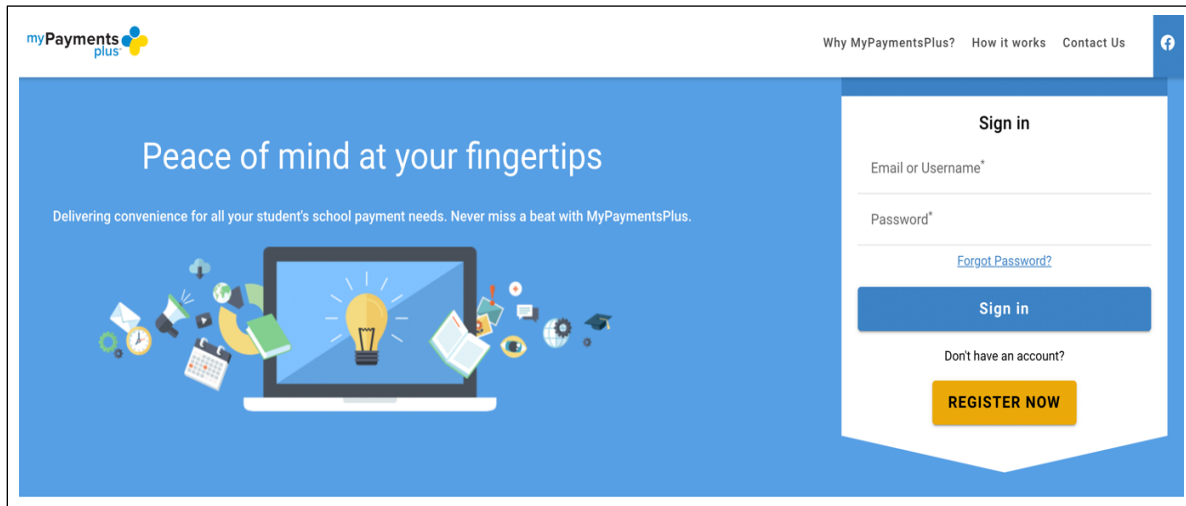 myPayments
plus
Why MyPaymentsPlus? How it works Contact Us
Peace of mind at your fingertips
Delivering convenience for all your student's school payment needs. Never miss a beat with MyPaymentsPlus.
Sign in
Email or Username*
Password*
Forgot Password?
Sign in
Don't have an account?
REGISTER NOW